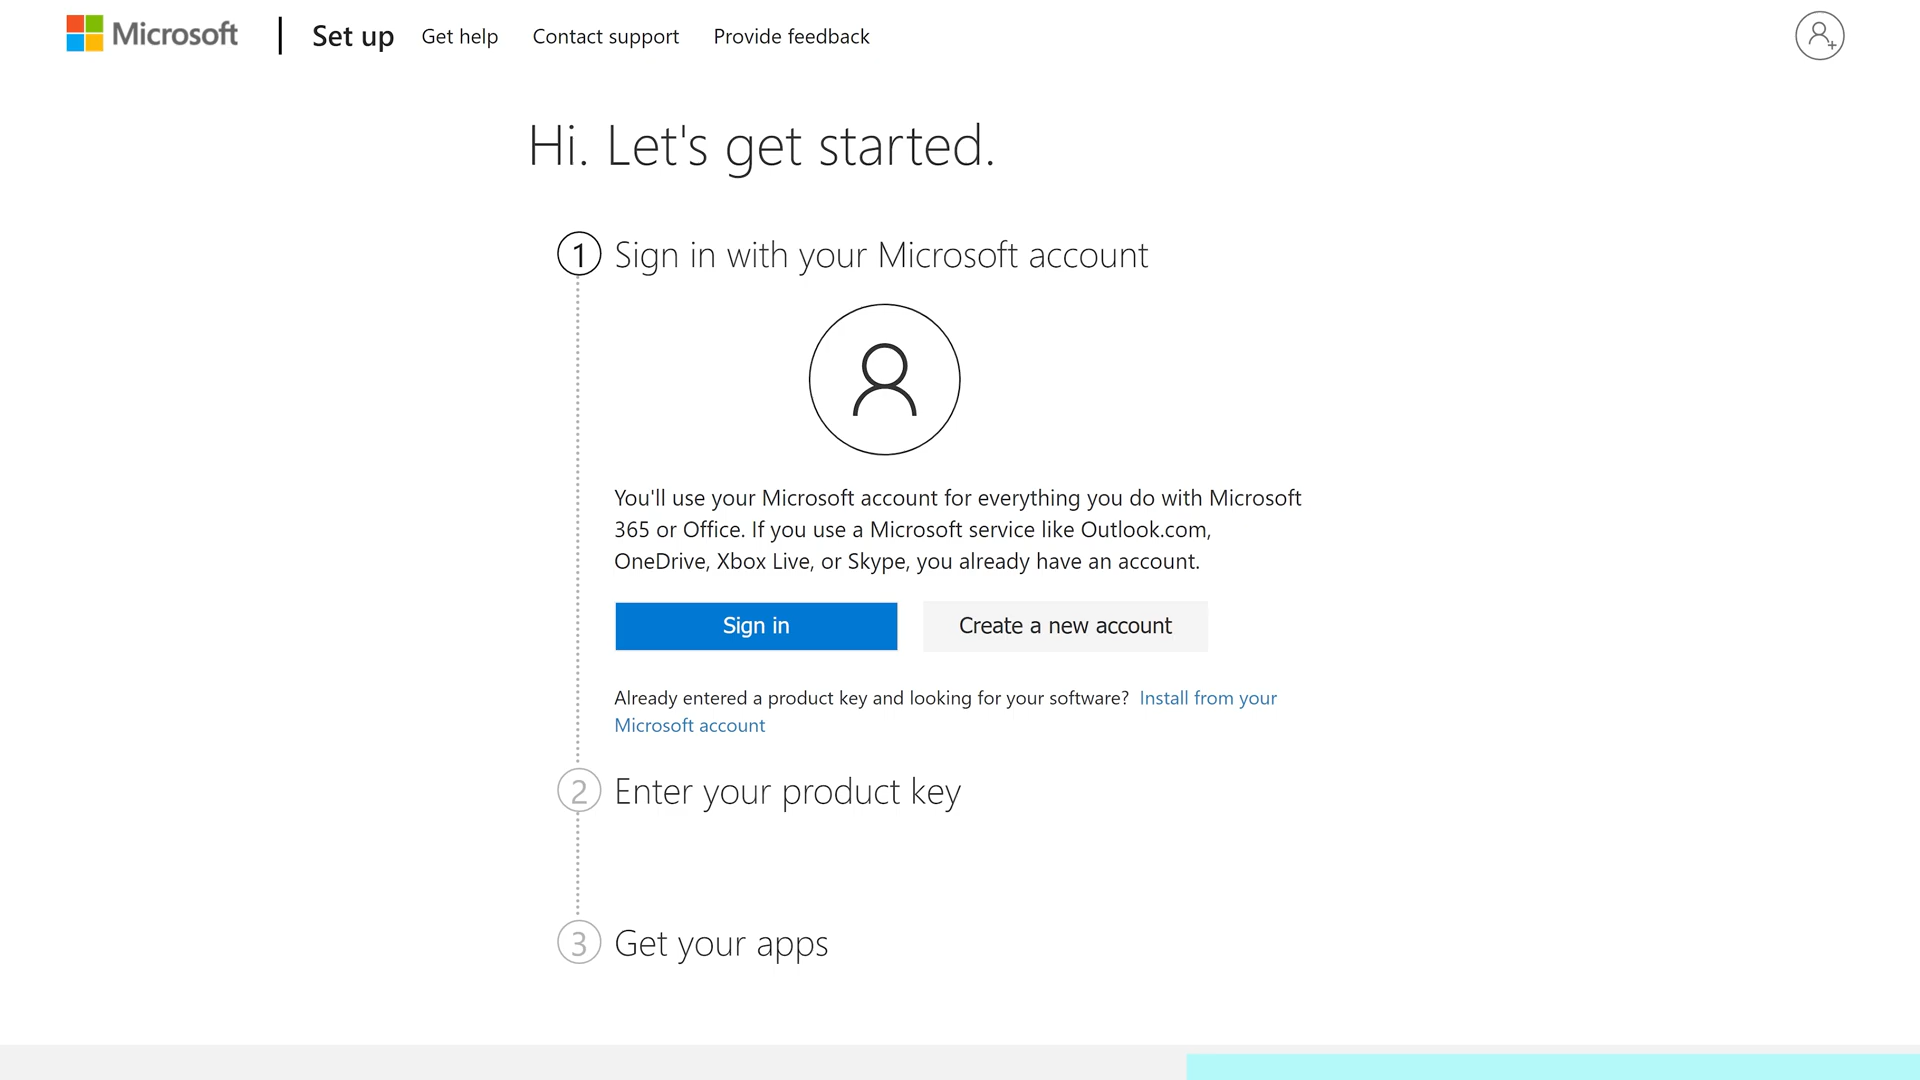 Microsoft
Set up
Get help
Contact support
Provide feedback
Hi. Let's get started.
1
Sign in with your Microsoft account
You'll use your Microsoft account for everything you do with Microsoft
365 or Office. If you use a Microsoft service like Outlook.com,
OneDrive, Xbox Live, or Skype, you already have an account.
Sign in
Create a new account
Already entered a product key and looking for your software? Install from your
Microsoft account
2
Enter your product key
3
Get your apps